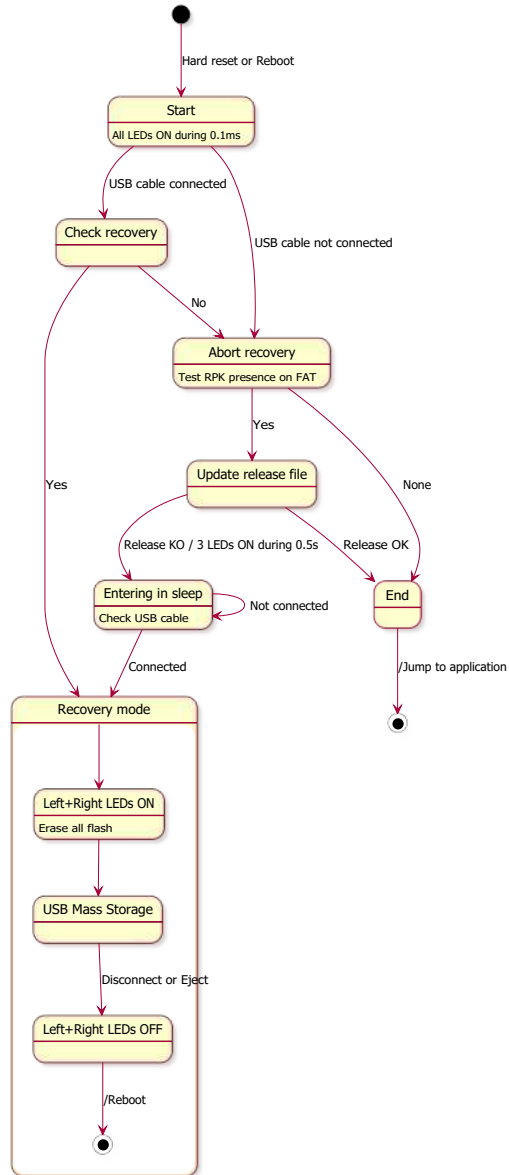 Hard reset or Reboot
Start
All LEDs ON during 0.1ms
USB cable connected
Check recovery
USB cable not connected
No
Abort recovery
Test RPK presence on FAT
Yes
Yes
None
Update release file
Release KO / 3 LEDs ON during 0.5s
Release OK
Entering in sleep
Check USB cable
Not connected
End
Connected
/Jump to application
Recovery mode
Left+Right LEDs ON
Erase all flash
USB Mass Storage
Disconnect or Eject
Left+Right LEDs OFF
/Reboot